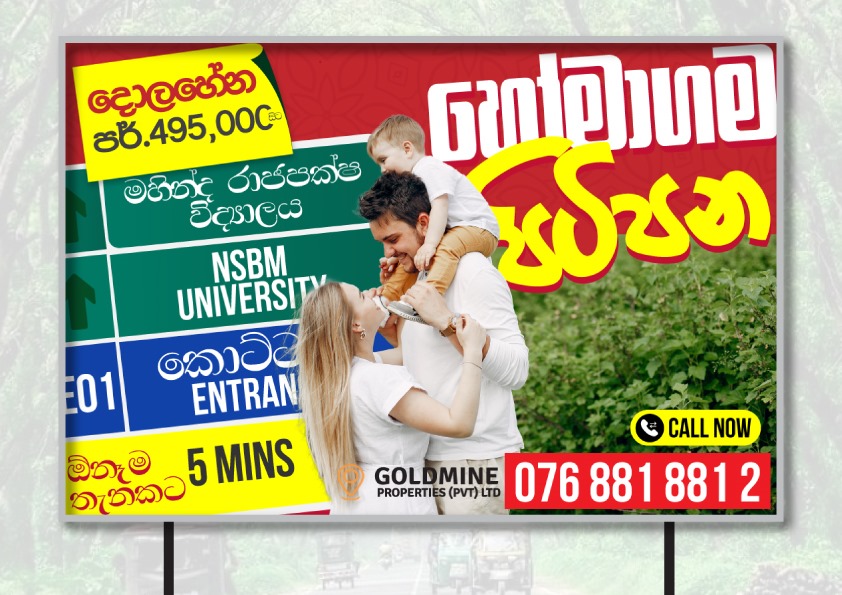 දොලහේන
පර්.495,000
සිට
හෝමාගම
පිටිපන
මහින්ද රාජපක්ෂ
විද්‍යාලය
NSBM
UNIVERSITY
E01
ENTRAN
ඕනෑම
තැනකට
5 MINS
CALL NOW
GOLDMINE
PROPERTIES (PVT) LTD
076 881 881 2